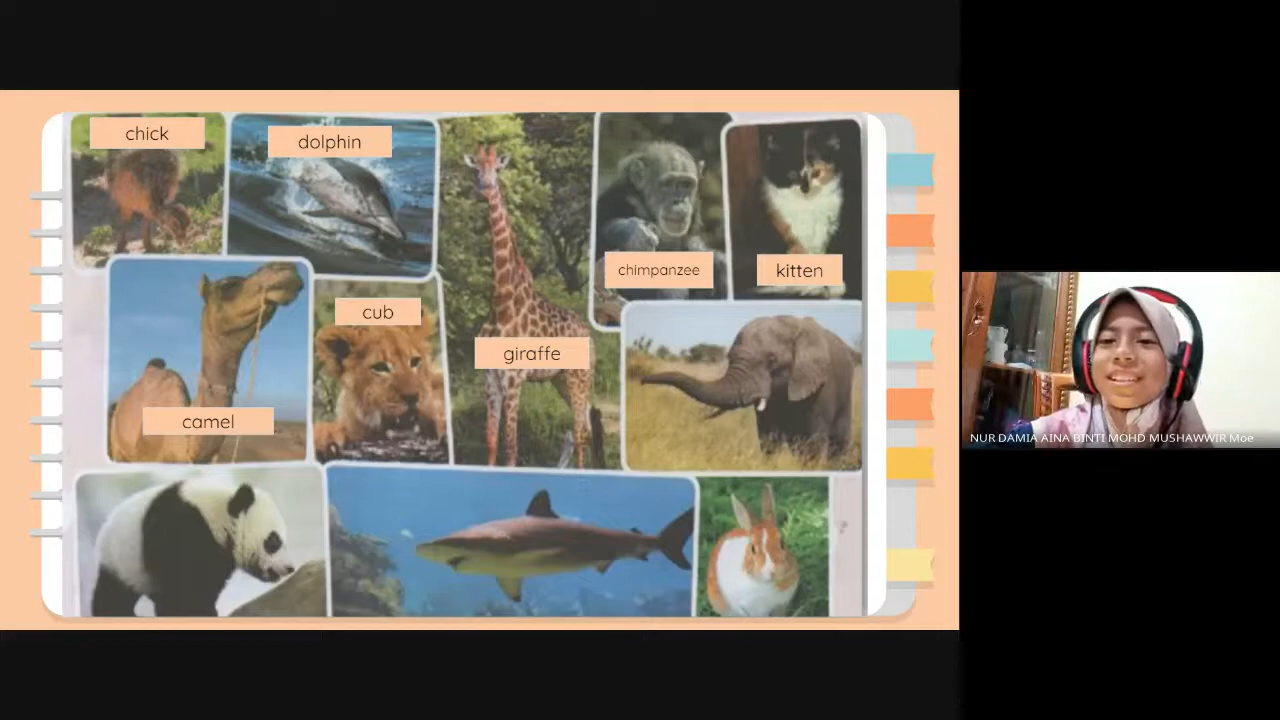 chick
dolphin
chimpanzee
kitten
cub
giraffe
camel
NUR DAMIA AINA BINTI MOHD MUSHAWWIR Moe